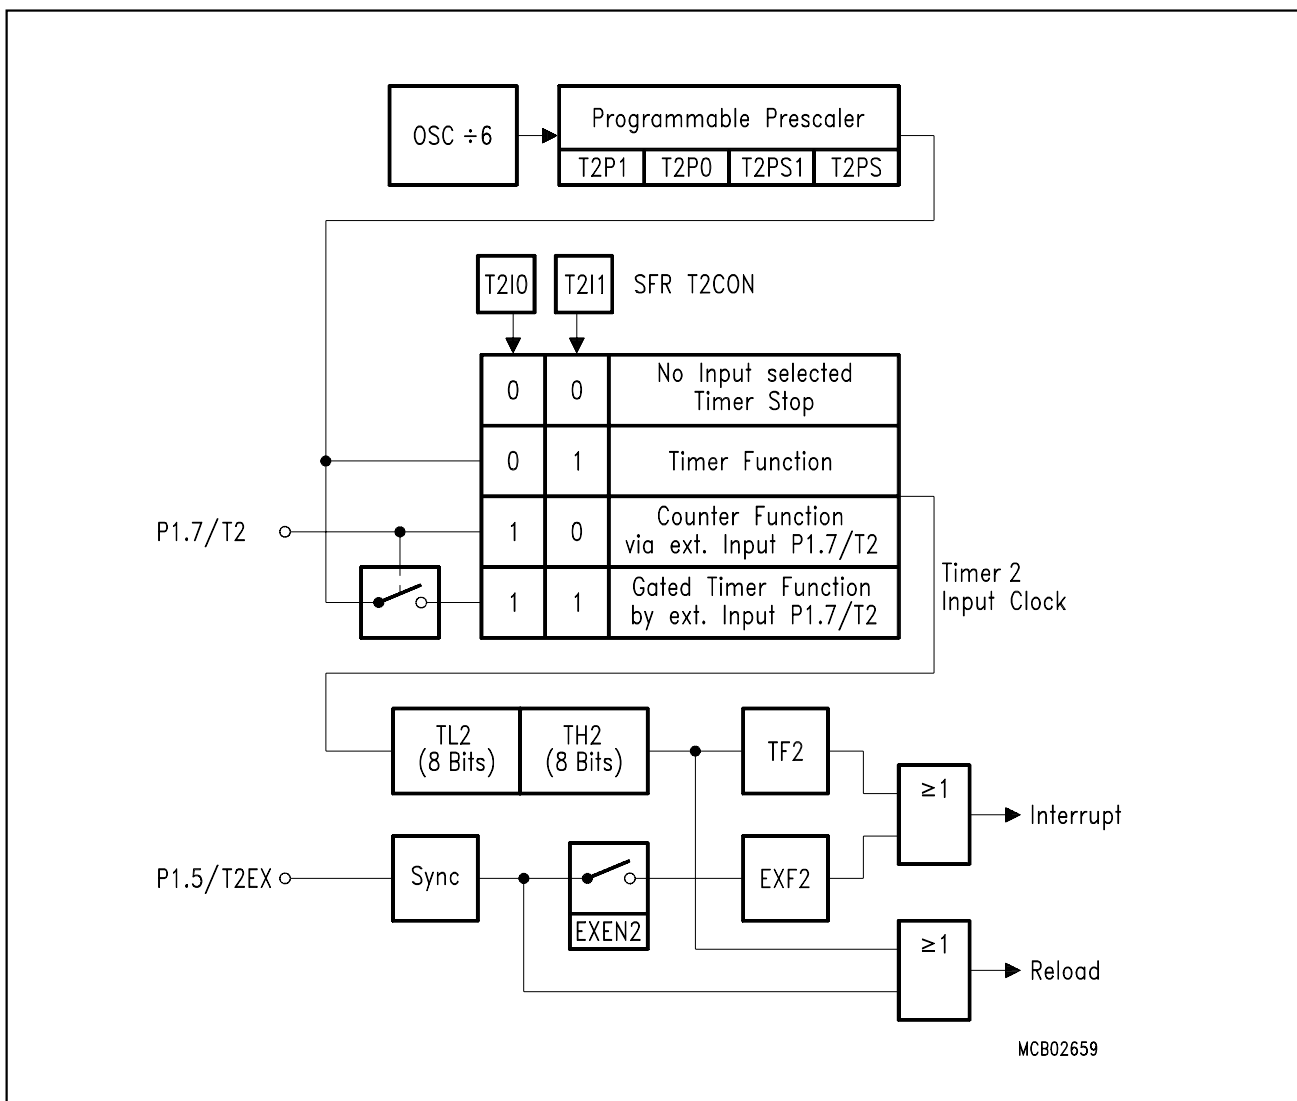 OSC ÷6
Programmable Prescaler
T2P1 T2P0 T2PS1 T2PS
T2I0 T2I1 SFR T2CON
0 0 No Input selected
Timer Stop
0 1 Timer Function
P1.7/T2
1 0 Counter Function
via ext. Input P1.7/T2
1 1 Gated Timer Function
by ext. Input P1.7/T2
Timer 2
Input Clock
TL2
(8 Bits)
TH2
(8 Bits)
TF2
≥1
Interrupt
P1.5/T2EX
Sync
EXEN2
EXF2
≥1
Reload
MCB02659